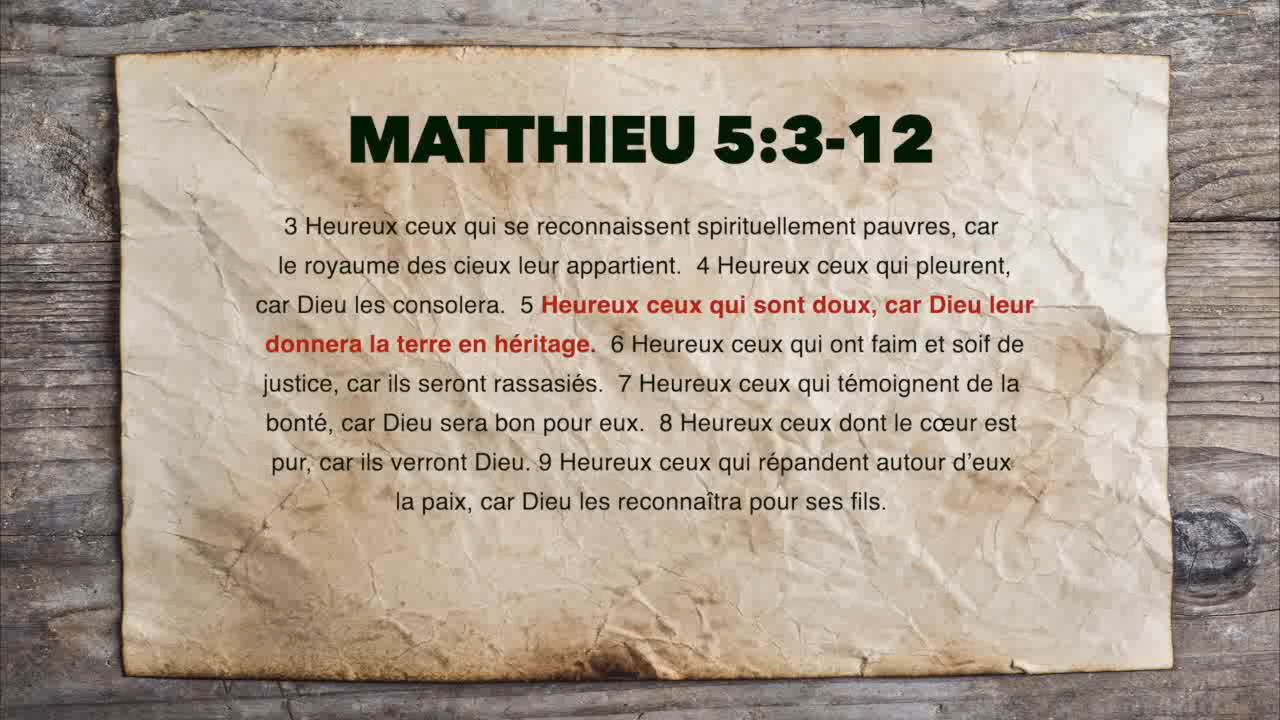 MATTHIEU 5:3-12
3 Heureux ceux qui se reconnaissent spirituellement pauvres, car
le royaume des cieux leur appartient.  4 Heureux ceux qui pleurent,
car Dieu les consolera.  5 Heureux ceux qui sont doux, car Dieu leur
donnera la terre en héritage.  6 Heureux ceux qui ont faim et soif de
justice, car ils seront rassasiés.  7 Heureux ceux qui témoignent de la
bonté, car Dieu sera bon pour eux.  8 Heureux ceux dont le cœur est
pur, car ils verront Dieu. 9 Heureux ceux qui répandent autour d’eux
la paix, car Dieu les reconnaîtra pour ses fils.